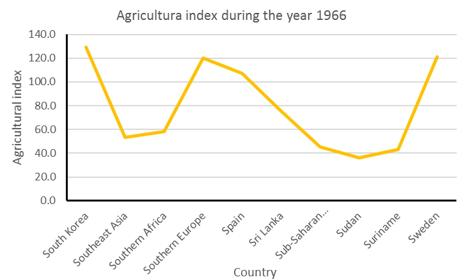 Agricultura index during the year 1966
140.0
120.0
100.0
80.0
60.0
40.0
20.0
0.0
Agricultural index
South Korea
Southeast Asia
Southern Africa
Southern Europe
Spain
Sri Lanka
Sub-Saharan...
Sudan
Suriname
Sweden
Country